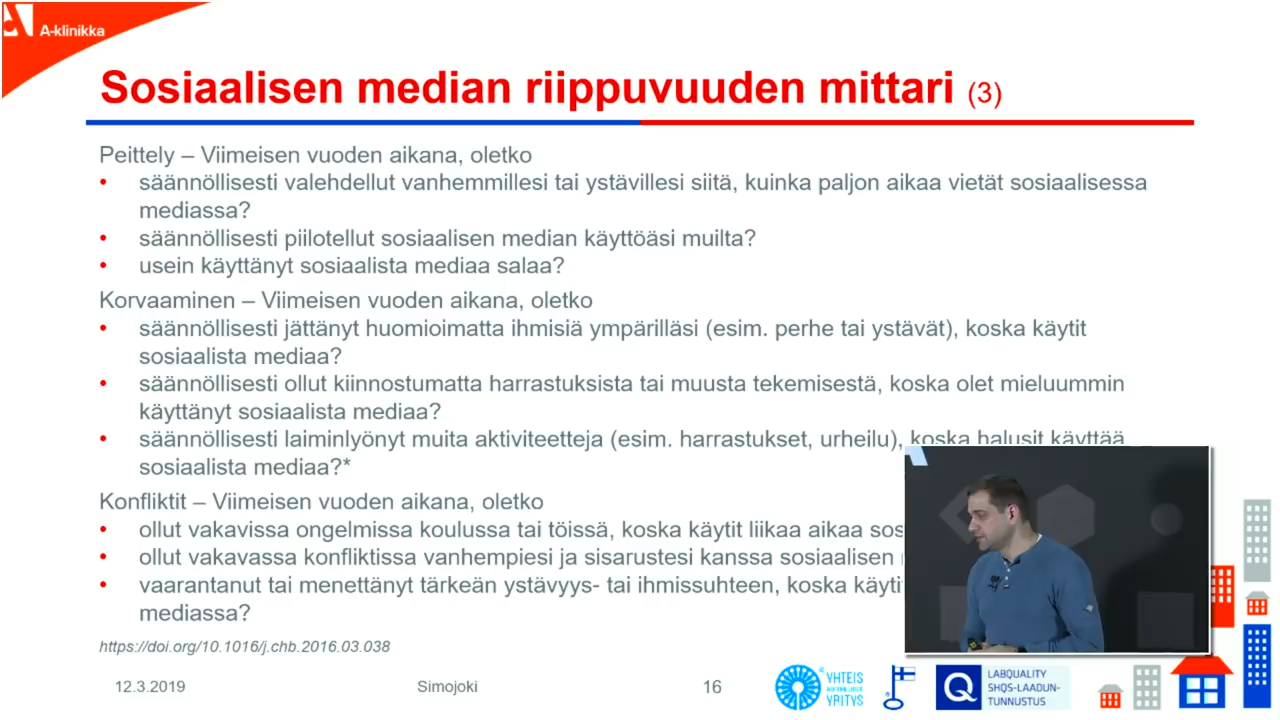 A-klinikka
Sosiaalisen median riippuvuuden mittari (3)
Peittely – Viimeisen vuoden aikana, oletko
• säännöllisesti valehdellut vanhemmillesi tai ystävillesi siitä, kuinka paljon aikaa vietät sosiaalisessa
mediassa?
• säännöllisesti piilotellut sosiaalisen median käyttöäsi muilta?
• usein käyttänyt sosiaalista mediaa salaa?
Korvaaminen – Viimeisen vuoden aikana, oletko
• säännöllisesti jättänyt huomioimatta ihmisiä ympärilläsi (esim. perhe tai ystävät), koska käytit
sosiaalista mediaa?
• säännöllisesti ollut kiinnostumatta harrastuksista tai muusta tekemisestä, koska olet mieluummin
käyttänyt sosiaalista mediaa?
• säännöllisesti laiminlyönyt muita aktiviteetteja (esim. harrastukset, urheilu), koska halusit käyttää
sosiaalista mediaa?*
Konfliktit – Viimeisen vuoden aikana, oletko
• ollut vakavissa ongelmissa koulussa tai töissä, koska käytit liikaa aikaa sos
• ollut vakavassa konfliktissa vanhempiesi ja sisarustesi kanssa sosiaalisen
• vaarantanut tai menettänyt tärkeän ystävyys- tai ihmissuhteen, koska käyti
mediassa?
https://doi.org/10.1016/j.chb.2016.03.038
12.3.2019
Simojoki
16
YHTEIS
YRITYS
LABQUALITY
SHQS-LAADUN-
TUNNUSTUS